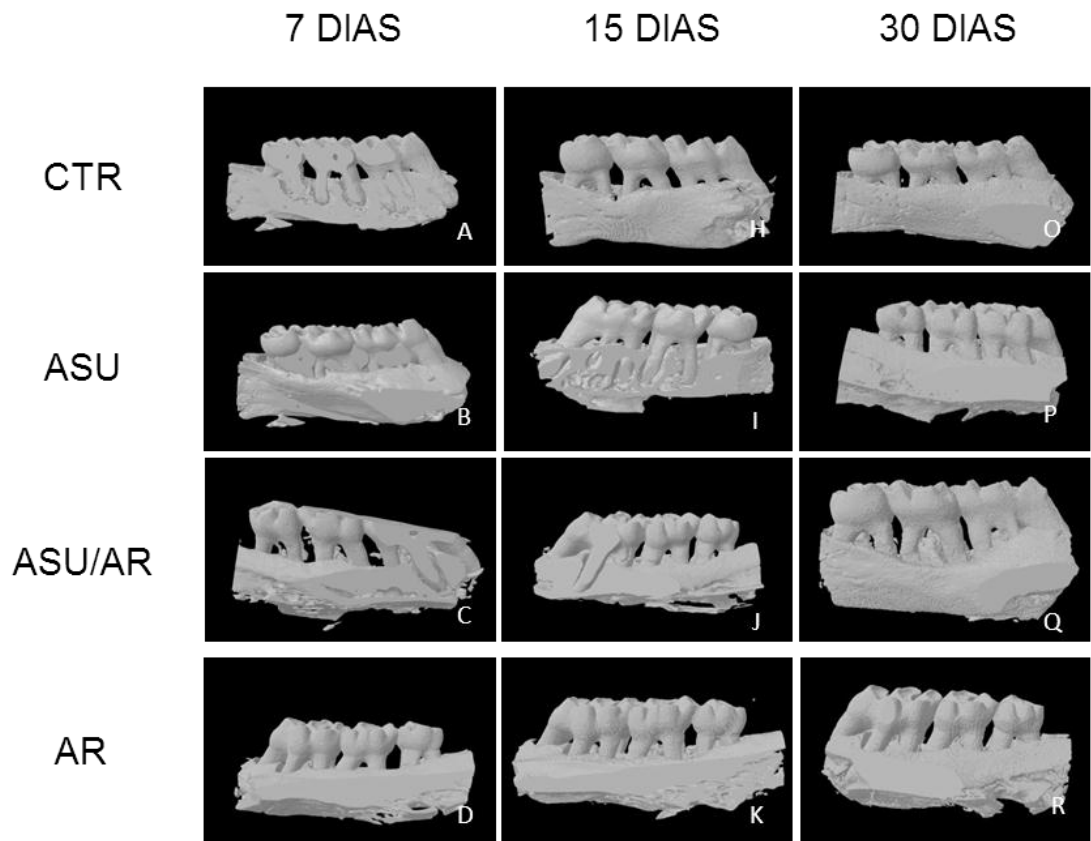 7 DIAS 15 DIAS 30 DIAS
CTR
A H O
ASU
B I P
ASU/AR
C J Q
AR
D K R